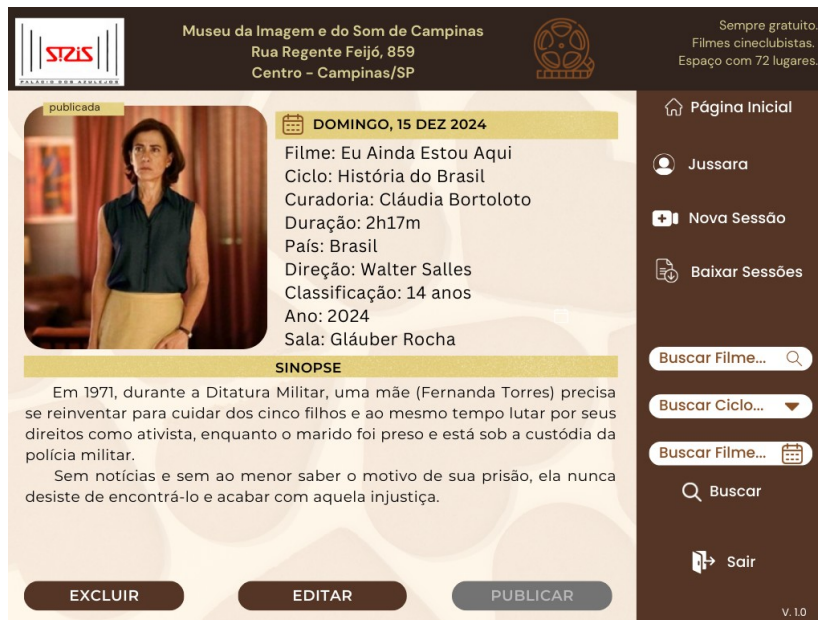 Museu da Imagem e do Som de Campinas
Rua Regente Feijó, 859
Centro - Campinas/SP
Sempre gratuito.
Filmes cineclubistas.
Espaço com 72 lugares.
PALÁCIO DOS AZULEJOS
publicada
DOMINGO, 15 DEZ 2024
Filme: Eu Ainda Estou Aqui
Ciclo: História do Brasil
Curadoria: Cláudia Bortoloto
Duração: 2h17m
País: Brasil
Direção: Walter Salles
Classificação: 14 anos
Ano: 2024
Sala: Gláuber Rocha
SINOPSE
Em 1971, durante a Ditatura Militar, uma mãe (Fernanda Torres) precisa
se reinventar para cuidar dos cinco filhos e ao mesmo tempo lutar por seus
direitos como ativista, enquanto o marido foi preso e está sob a custódia da
polícia militar.
Sem notícias e sem ao menor saber o motivo de sua prisão, ela nunca
desiste de encontrá-lo e acabar com aquela injustiça.
EXCLUIR
EDITAR
PUBLICAR
Página Inicial
Jussara
Nova Sessão
Baixar Sessões
Buscar Filme...
Buscar Ciclo...
Buscar Filme...
Buscar
Sair
V. 1.0